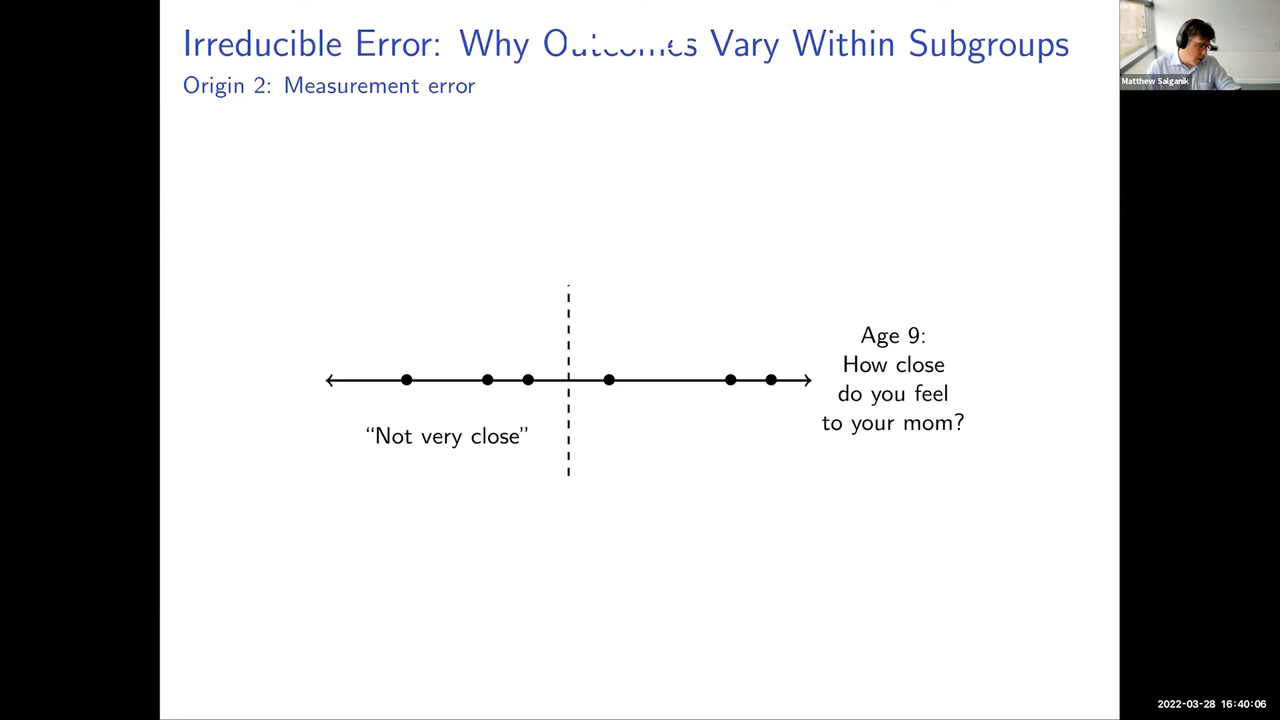 Irreducible Error: Why Outcomes Vary Within Subgroups
Origin 2: Measurement error
Matthew Salganik
Age 9:
How close
do you feel
to your mom?
“Not very close”
2022-03-28 16:40:06